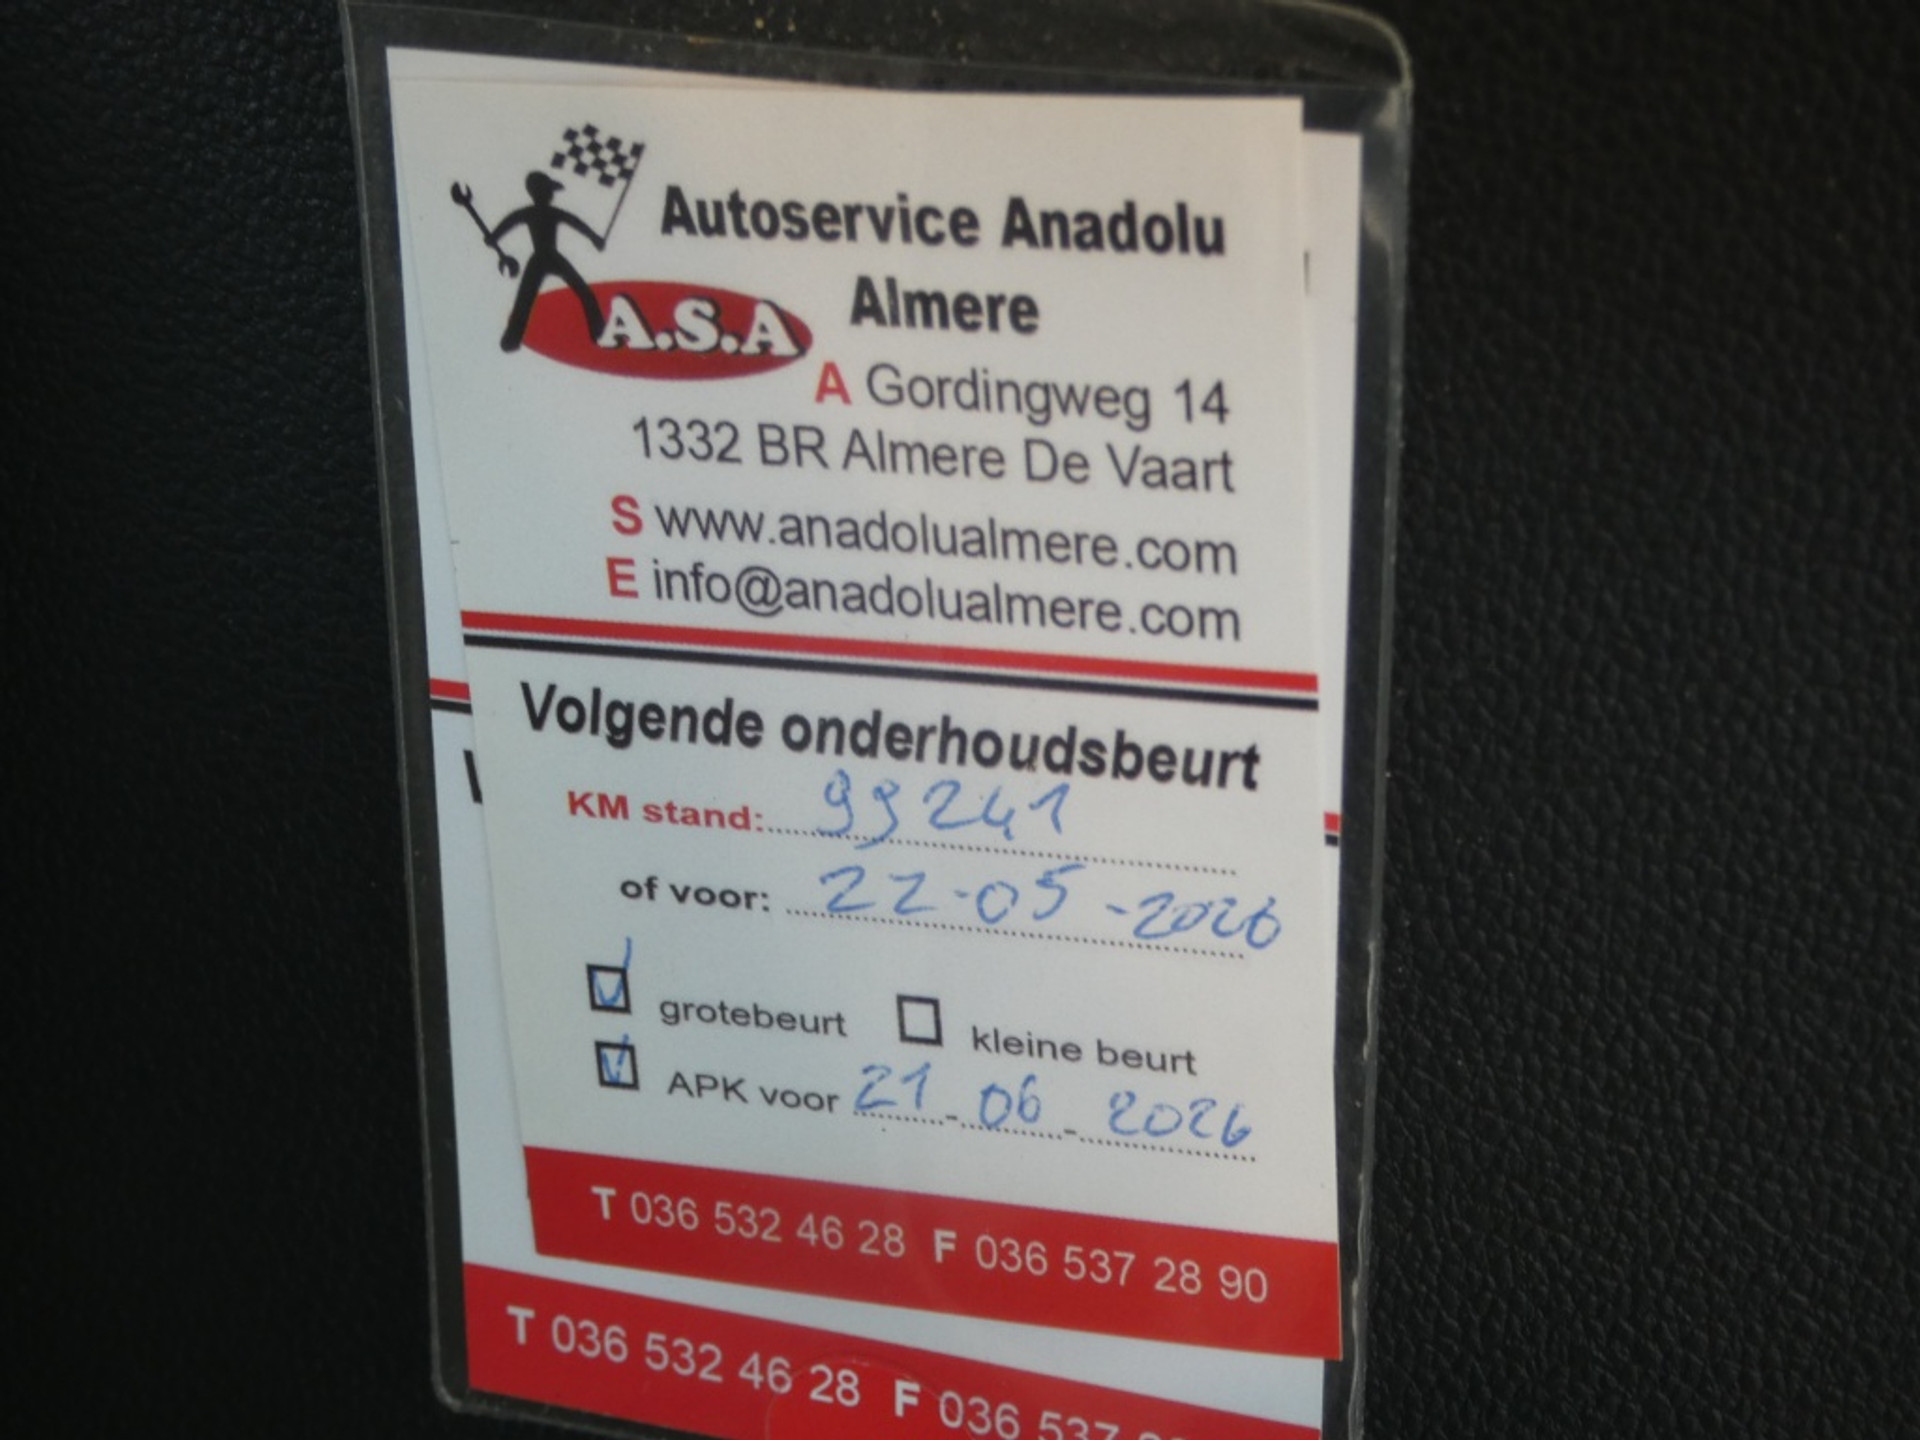 Autoservice Anadolu
Almere
A.S.A
A Gordingweg 14
1332 BR Almere De Vaart
S www.anadolualmere.com
E info@anadolualmere.com
Volgende onderhoudsbeurt
KM stand: 99241
of voor: 22-05-2026
grotebeurt kleine beurt
APK voor 21-06-2026
T 036 532 46 28 F 036 537 28 90
T 036 532 46 28 F 036 537